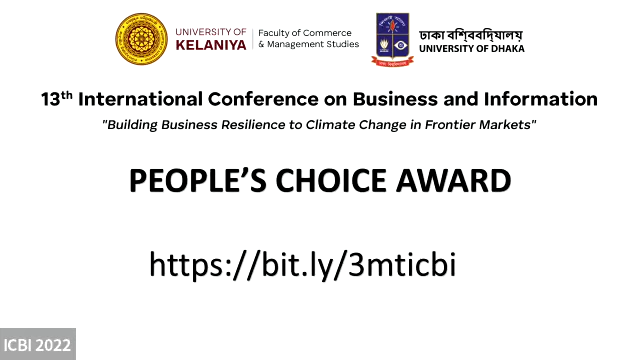 UNIVERSITY OF
KELANIYA
Faculty of Commerce
& Management Studies
ঢাকা বিশ্ববিদ্যালয়
UNIVERSITY OF DHAKA
13th International Conference on Business and Information
"Building Business Resilience to Climate Change in Frontier Markets"
PEOPLE'S CHOICE AWARD
https://bit.ly/3mticbi
ICBI 2022